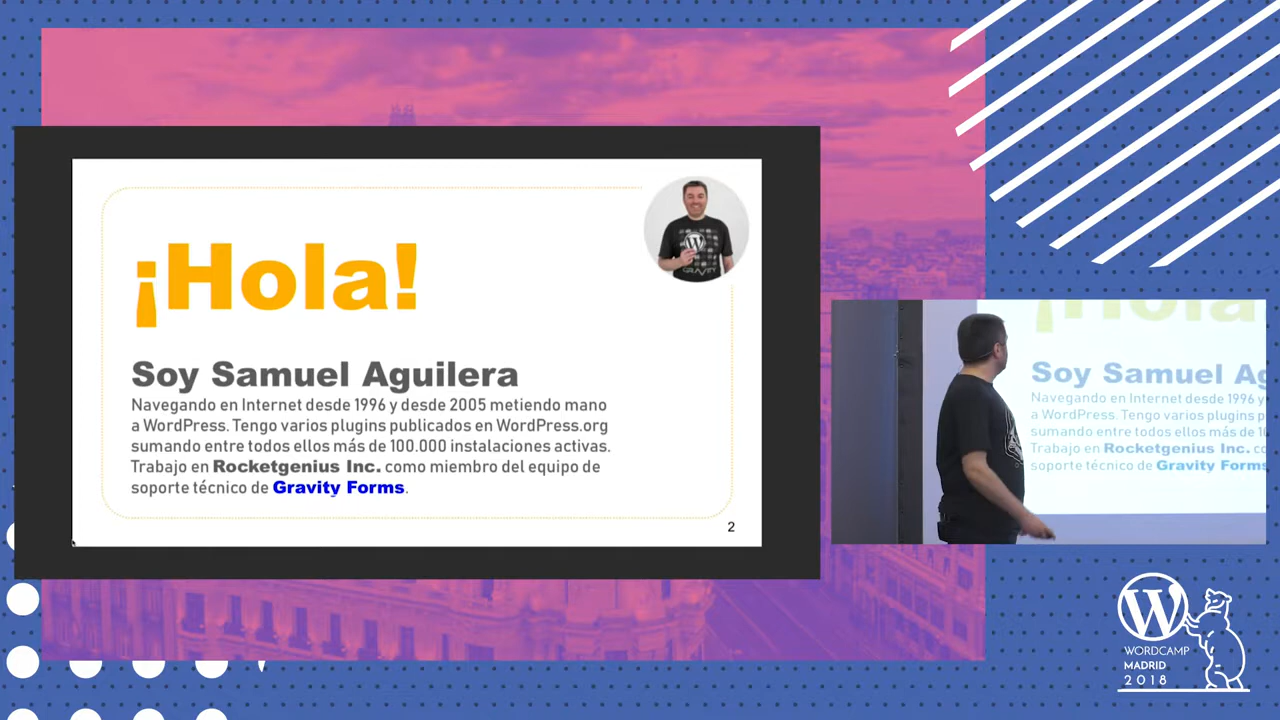 ¡Hola!
Soy Samuel Aguilera
Navegando en Internet desde 1996 y desde 2005 metiendo mano
a WordPress. Tengo varios plugins publicados en WordPress.org
sumando entre todos ellos más de 100.000 instalaciones activas.
Trabajo en Rocketgenius Inc. como miembro del equipo de
soporte técnico de Gravity Forms.
2
GRAVITY
¡Hola
Soy Samuel Ag
Navegando en Internet desde 1996 y
a WordPress. Tengo varios plugins p
sumando entre todos ellos más de 1
Trabajo en Rocketgenius Inc. co
soporte técnico de Gravity Forms
WORDCAMP
MADRID
2018